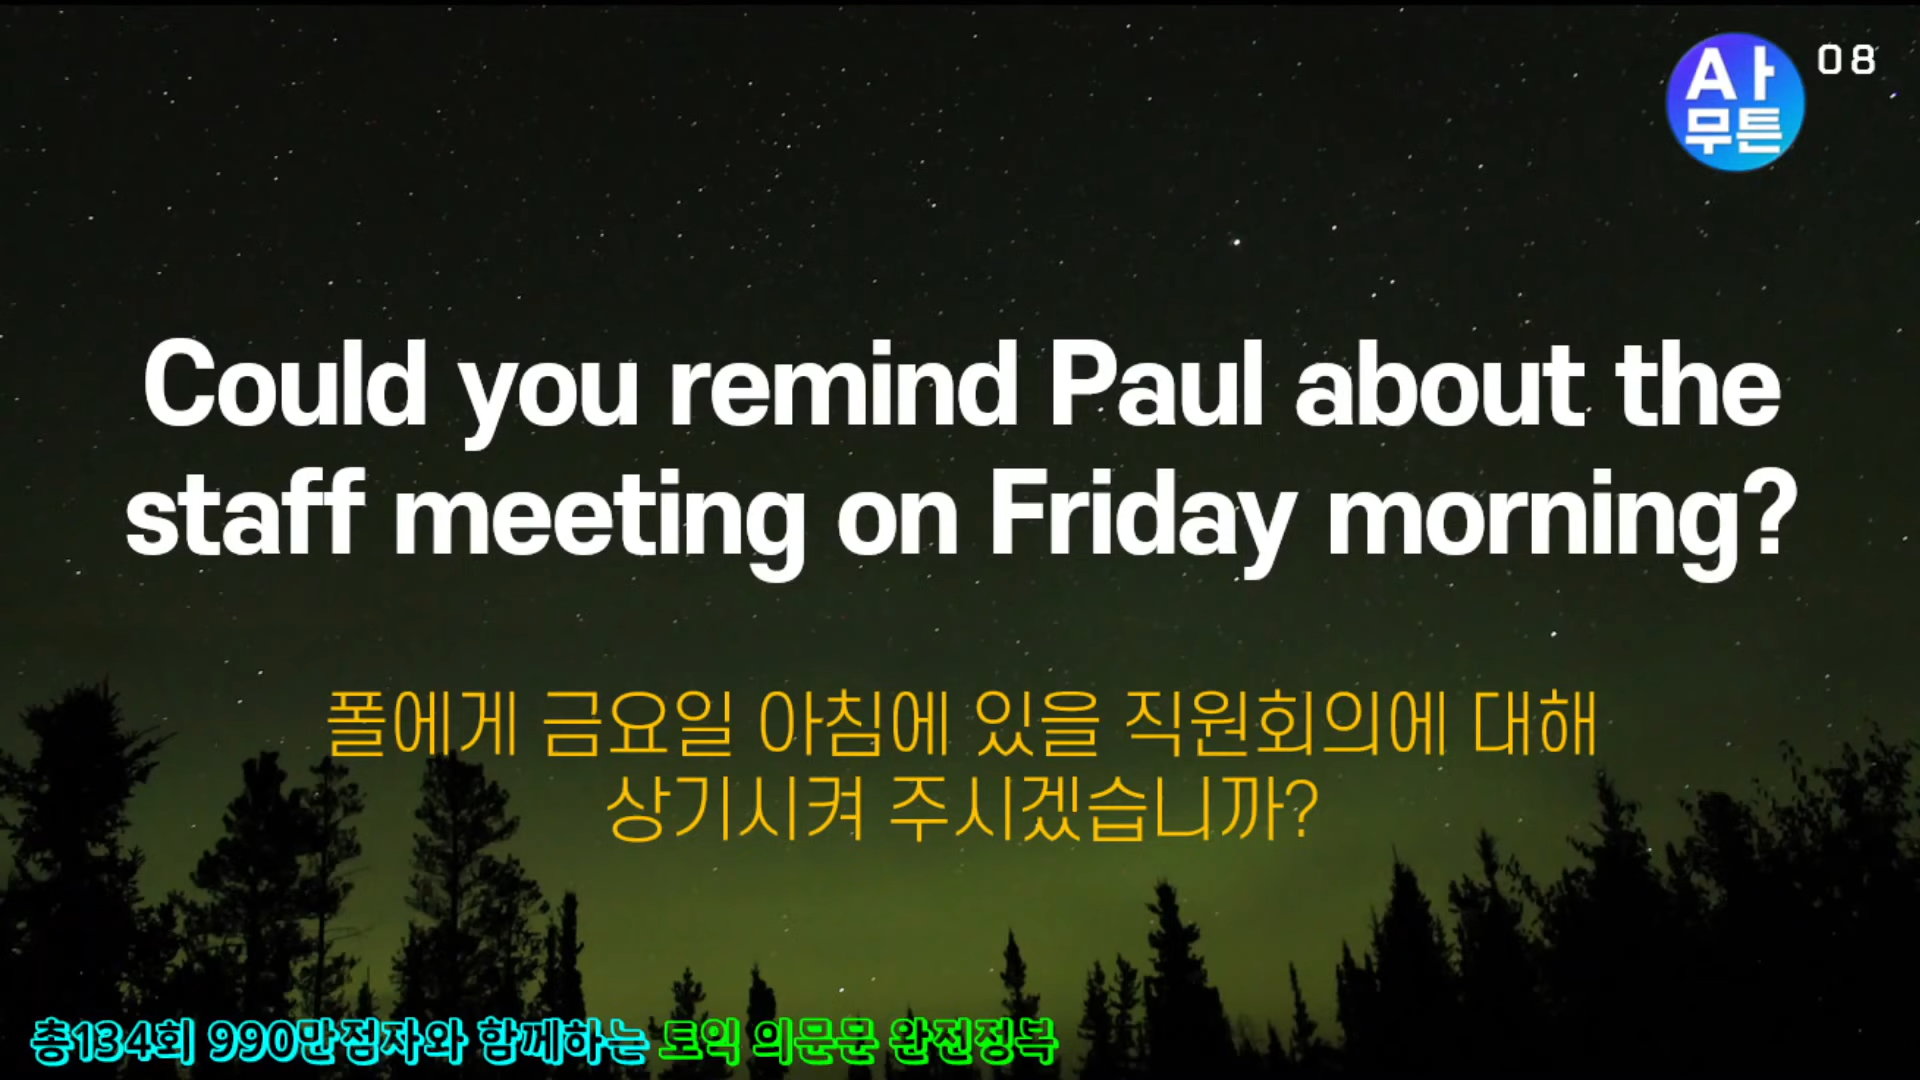 A아
무튼
08
Could you remind Paul about the
staff meeting on Friday morning?
폴에게 금요일 아침에 있을 직원회의에 대해
상기시켜 주시겠습니까?
총134회 990만점자와 함께하는 토익 의문문 완전정복